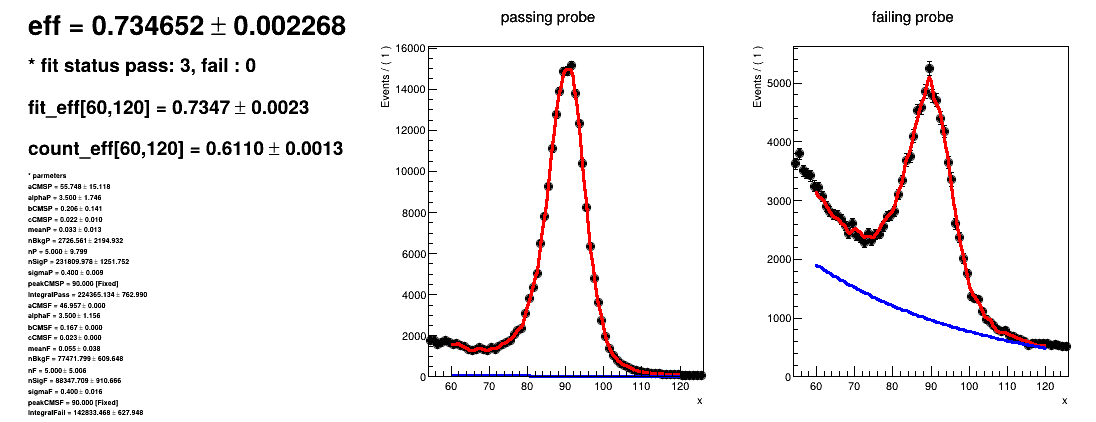 eff = 0.734652 ± 0.002268
* fit status pass: 3, fail : 0
fit_eff[60,120] = 0.7347 ± 0.0023
count_eff[60,120] = 0.6110 ± 0.0013
* parmeters
aCMSP = 55.748 ± 15.118
alphaP = 3.500 ± 1.746
bCMSP = 0.206 ± 0.141
cCMSP = 0.022 ± 0.010
meanP = 0.033 ± 0.013
nBkgP = 2726.561 ± 2194.932
nP = 5.000 ± 9.799
nSigP = 231809.978 ± 1251.752
sigmaP = 0.400 ± 0.009
peakCMSP = 90.000 [Fixed]
IntegralPass = 224365.134 ± 762.990
aCMSF = 46.957 ± 0.000
alphaF = 3.500 ± 1.156
bCMSF = 0.167 ± 0.000
cCMSF = 0.023 ± 0.000
meanF = 0.055 ± 0.038
nBkgF = 77471.799 ± 609.648
nF = 5.000 ± 5.006
nSigF = 88347.709 ± 910.666
sigmaF = 0.400 ± 0.016
peakCMSF = 90.000 [Fixed]
IntegralFail = 142833.468 ± 627.948
passing probe
Events / ( 1 )
16000
14000
12000
10000
8000
6000
4000
2000
0
60 70 80 90 100 110 120
x
failing probe
Events / ( 1 )
5000
4000
3000
2000
1000
0
60 70 80 90 100 110 120
x